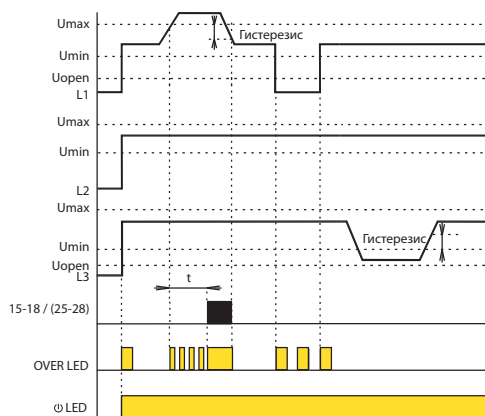 Umax
Гистерезис
Umin
Uopen
L1
Umax
Umin
L2
Umax
Гистерезис
Umin
Uopen
L3
t
15-18 / (25-28)
OVER LED
⏻ LED